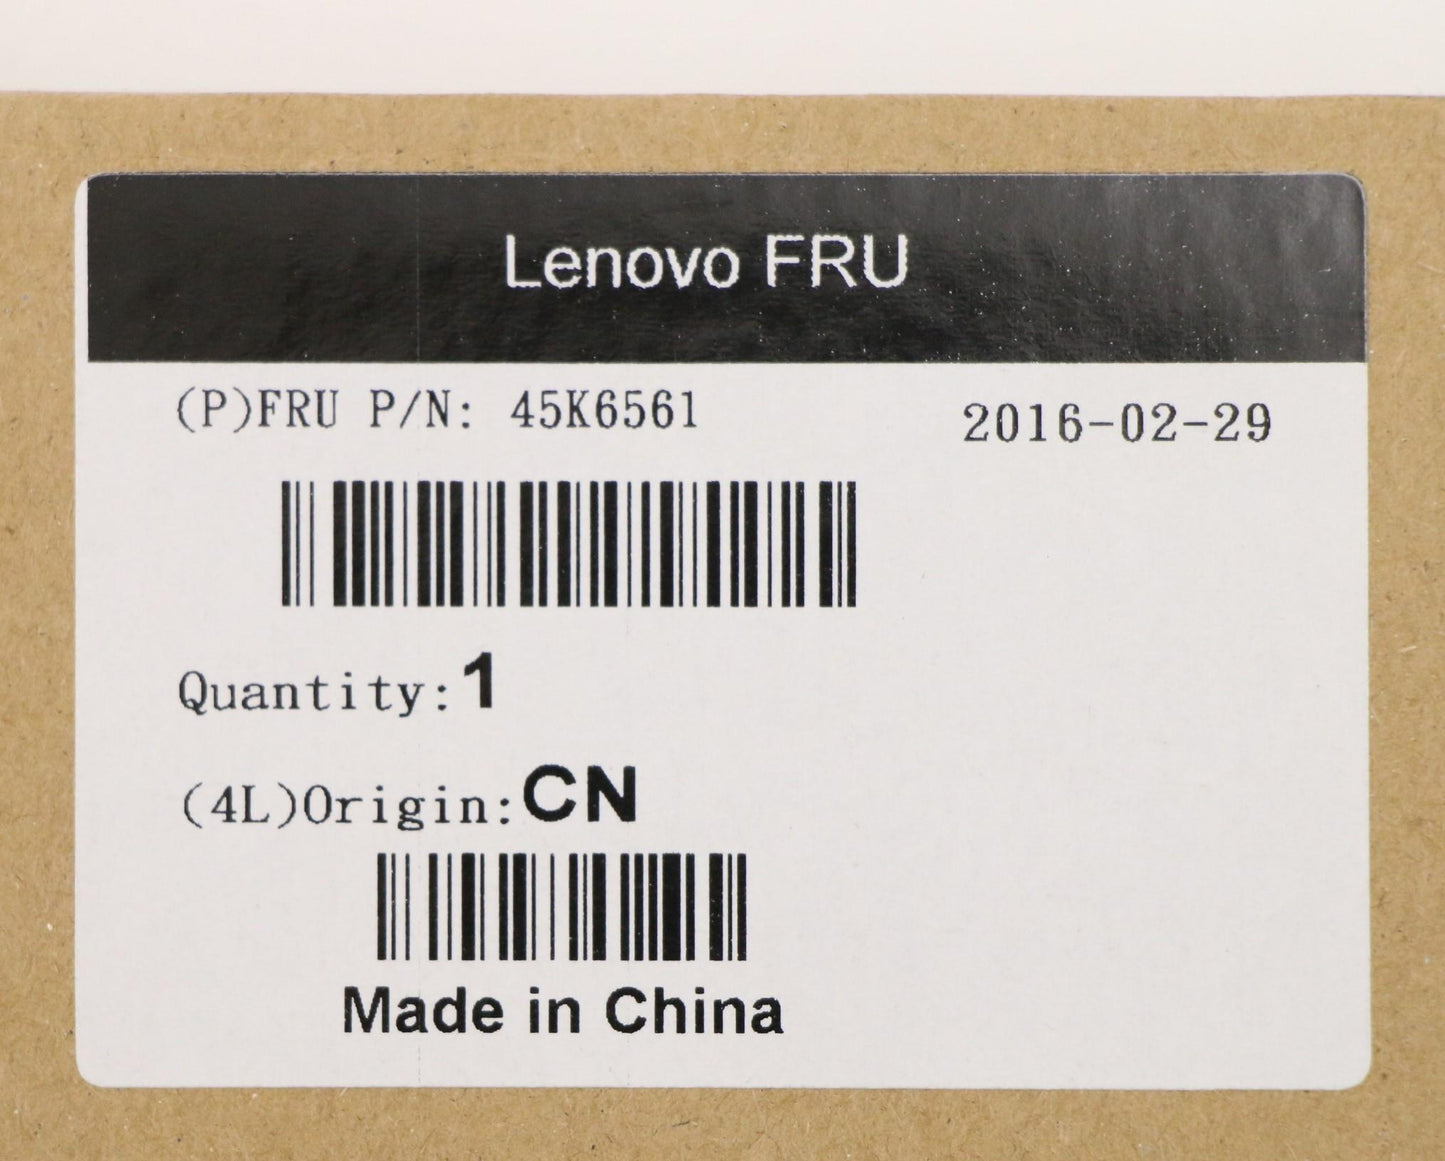 Lenovo FRU
(P)FRU P/N: 45K6561
2016-02-29
Quantity:1
(4L)Origin:CN
Made in China